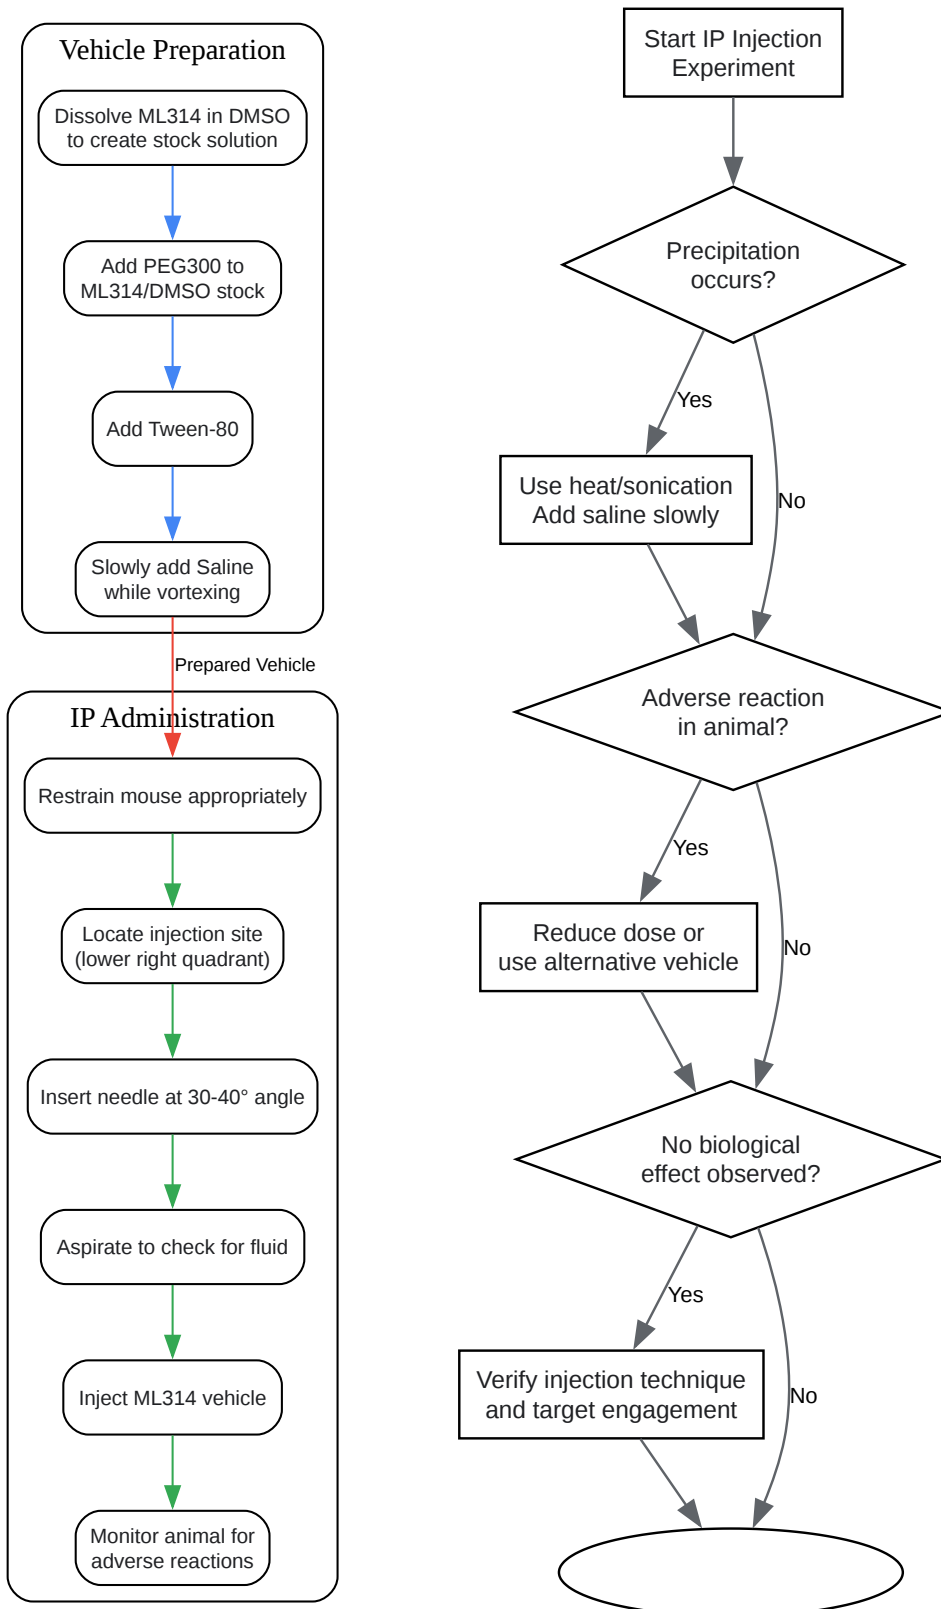 Vehicle Preparation
Dissolve ML314 in DMSO
to create stock solution
Add PEG300 to
ML314/DMSO stock
Add Tween-80
Slowly add Saline
while vortexing
Prepared Vehicle
IP Administration
Restrain mouse appropriately
Locate injection site
(lower right quadrant)
Insert needle at 30-40° angle
Aspirate to check for fluid
Inject ML314 vehicle
Monitor animal for
adverse reactions
Start IP Injection
Experiment
Precipitation
occurs?
Yes
No
Use heat/sonication
Add saline slowly
Adverse reaction
in animal?
Yes
No
Reduce dose or
use alternative vehicle
No biological
effect observed?
Yes
No
Verify injection technique
and target engagement